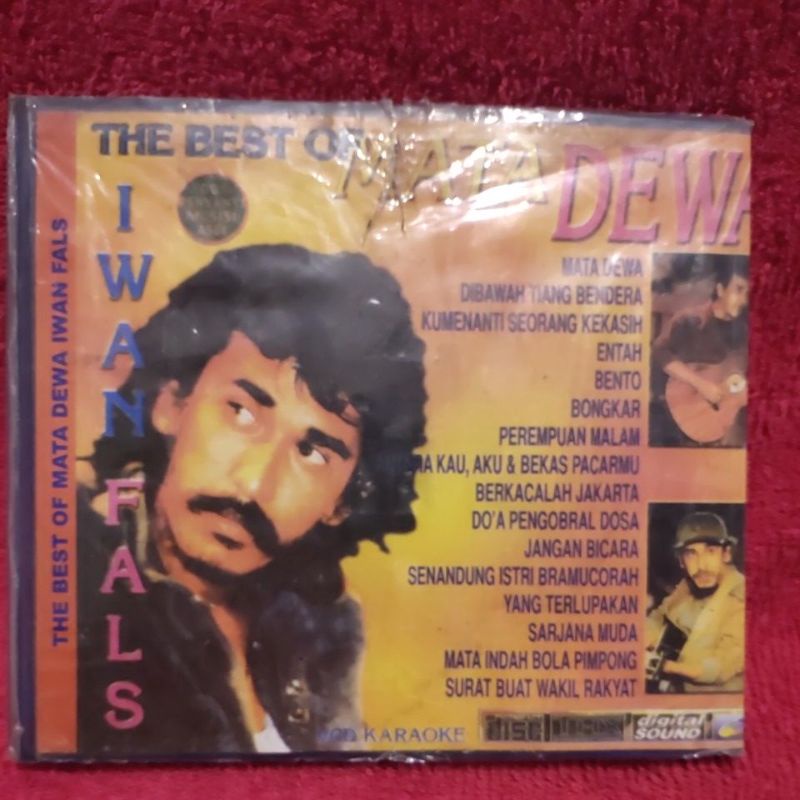 THE BEST OF MATA DEWA IWAN FALS
THE BEST OF
MATA
DEWA
IWAN FALS
MATA DEWA
DIBAWAH TIANG BENDERA
KUMENANTI SEORANG KEKASIH
ENTAH
BENTO
BONGKAR
PEREMPUAN MALAM
KAU, AKU & BEKAS PACARMU
BERKACALAH JAKARTA
DO'A PENGOBRAL DOSA
JANGAN BICARA
SENANDUNG ISTRI BRAMUCORAH
YANG TERLUPAKAN
SARJANA MUDA
MATA INDAH BOLA PIMPONG
SURAT BUAT WAKIL RAKYAT
KARAOKE
disc
digital
SOUND